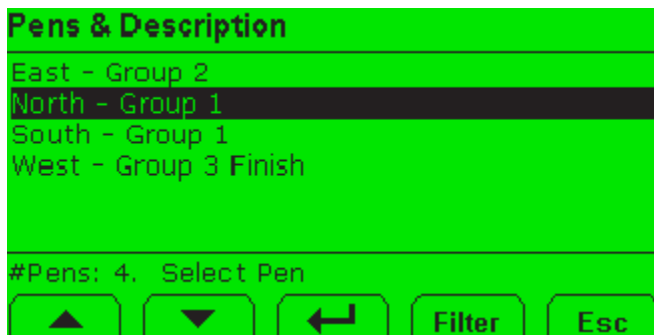 Pens & Description
East - Group 2
North - Group 1
South - Group 1
West - Group 3 Finish
#Pens: 4. Select Pen
Filter Esc